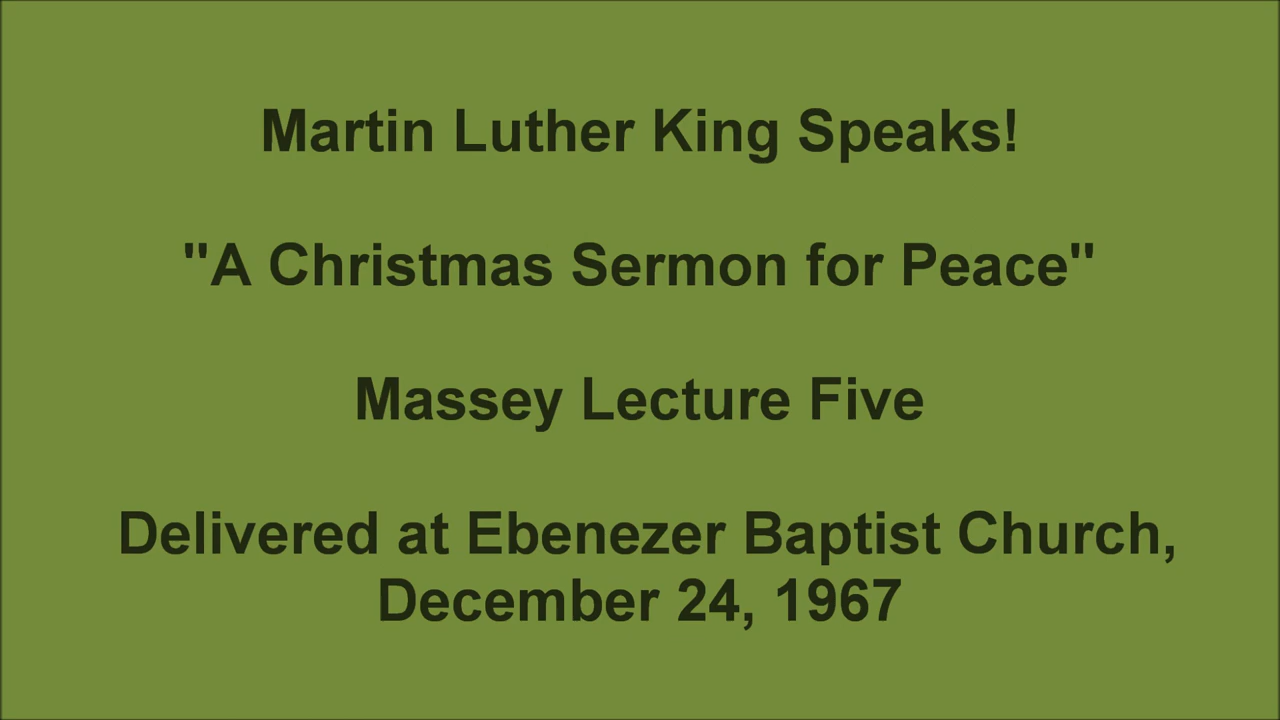 Martin Luther King Speaks!
"A Christmas Sermon for Peace"
Massey Lecture Five
Delivered at Ebenezer Baptist Church,
December 24, 1967